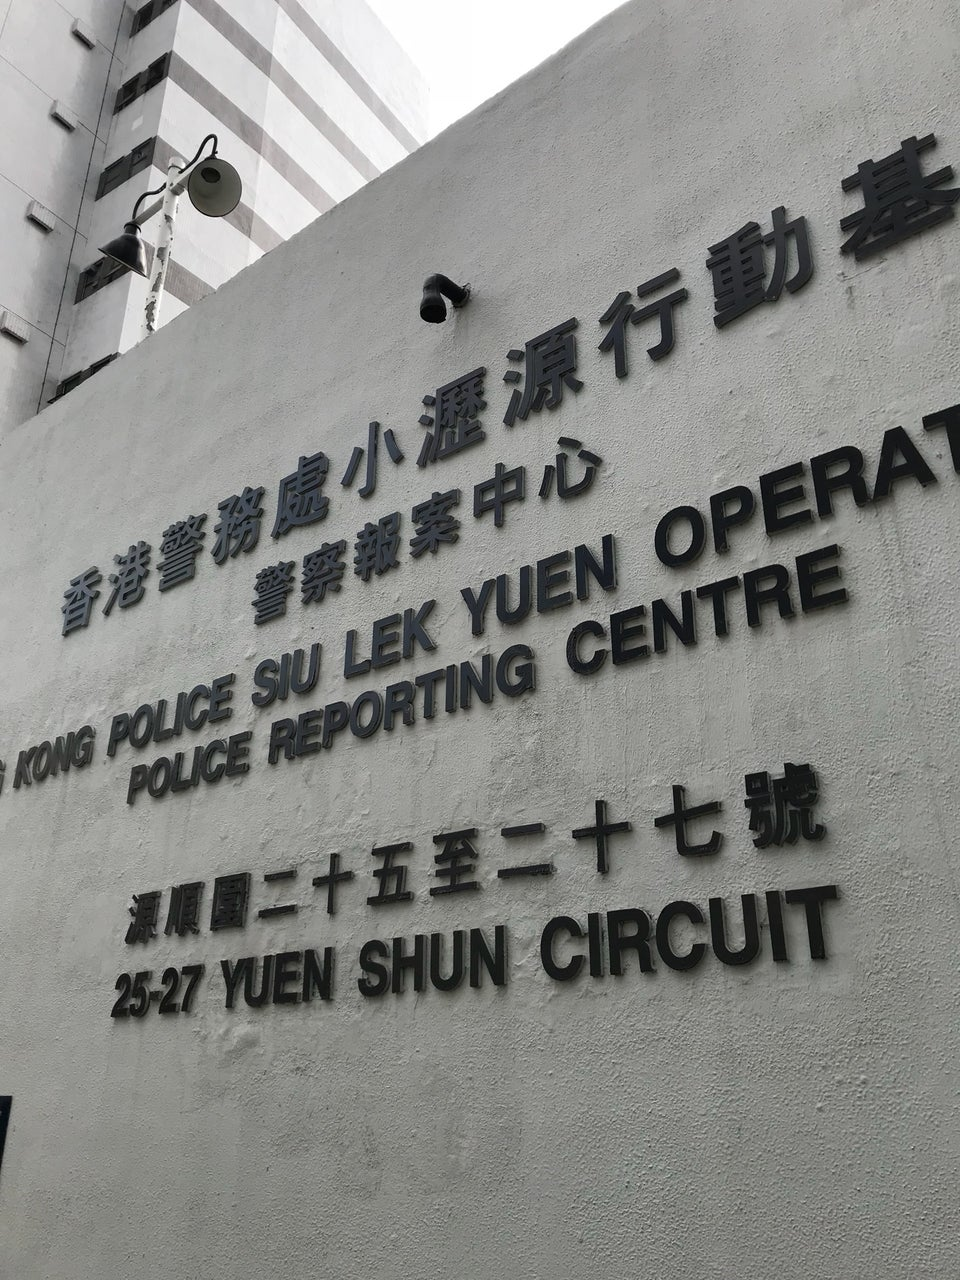 香港警務處小瀝源行動基
警察報案中心
KONG POLICE SIU LEK YUEN OPERAT
POLICE REPORTING CENTRE
源順圍二十五至二十七號
25-27 YUEN SHUN CIRCUIT